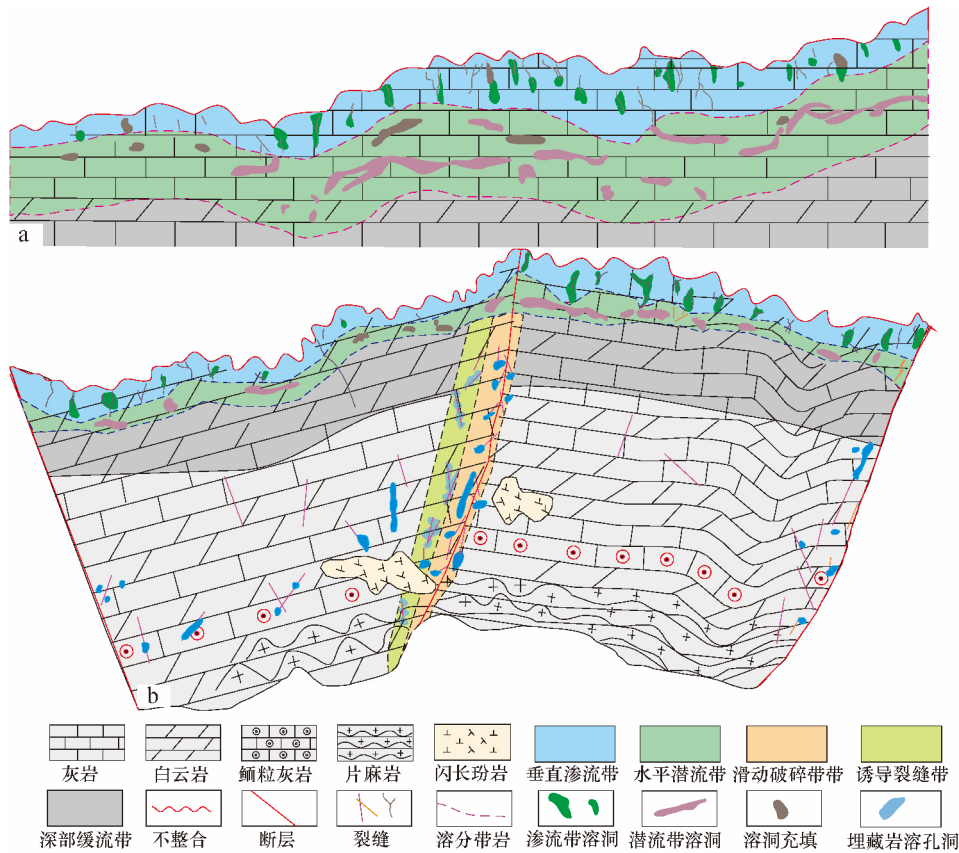 a
b
灰岩 白云岩 鲕粒灰岩 片麻岩 闪长玢岩 垂直渗流带 水平潜流带 滑动破碎带带 诱导裂缝带
深部缓流带 不整合 断层 裂缝 溶分带岩 渗流带溶洞 潜流带溶洞 溶洞充填 埋藏岩溶孔洞